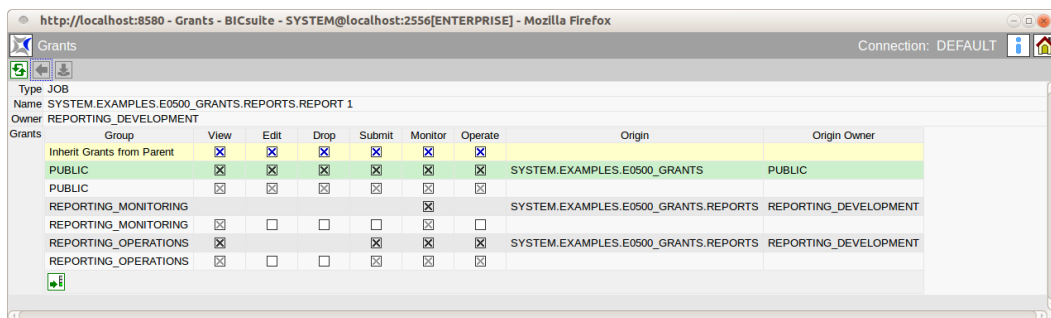 http://localhost:8580 - Grants - BICsuite - SYSTEM@localhost:2556[ENTERPRISE] - Mozilla Firefox
Grants Connection: DEFAULT
Type JOB
Name SYSTEM.EXAMPLES.E0500_GRANTS.REPORTS.REPORT 1
Owner REPORTING_DEVELOPMENT
Grants Group View Edit Drop Submit Monitor Operate Origin Origin Owner
Inherit Grants from Parent
PUBLIC SYSTEM.EXAMPLES.E0500_GRANTS PUBLIC
PUBLIC
REPORTING_MONITORING SYSTEM.EXAMPLES.E0500_GRANTS.REPORTS REPORTING_DEVELOPMENT
REPORTING_MONITORING
REPORTING_OPERATIONS SYSTEM.EXAMPLES.E0500_GRANTS.REPORTS REPORTING_DEVELOPMENT
REPORTING_OPERATIONS